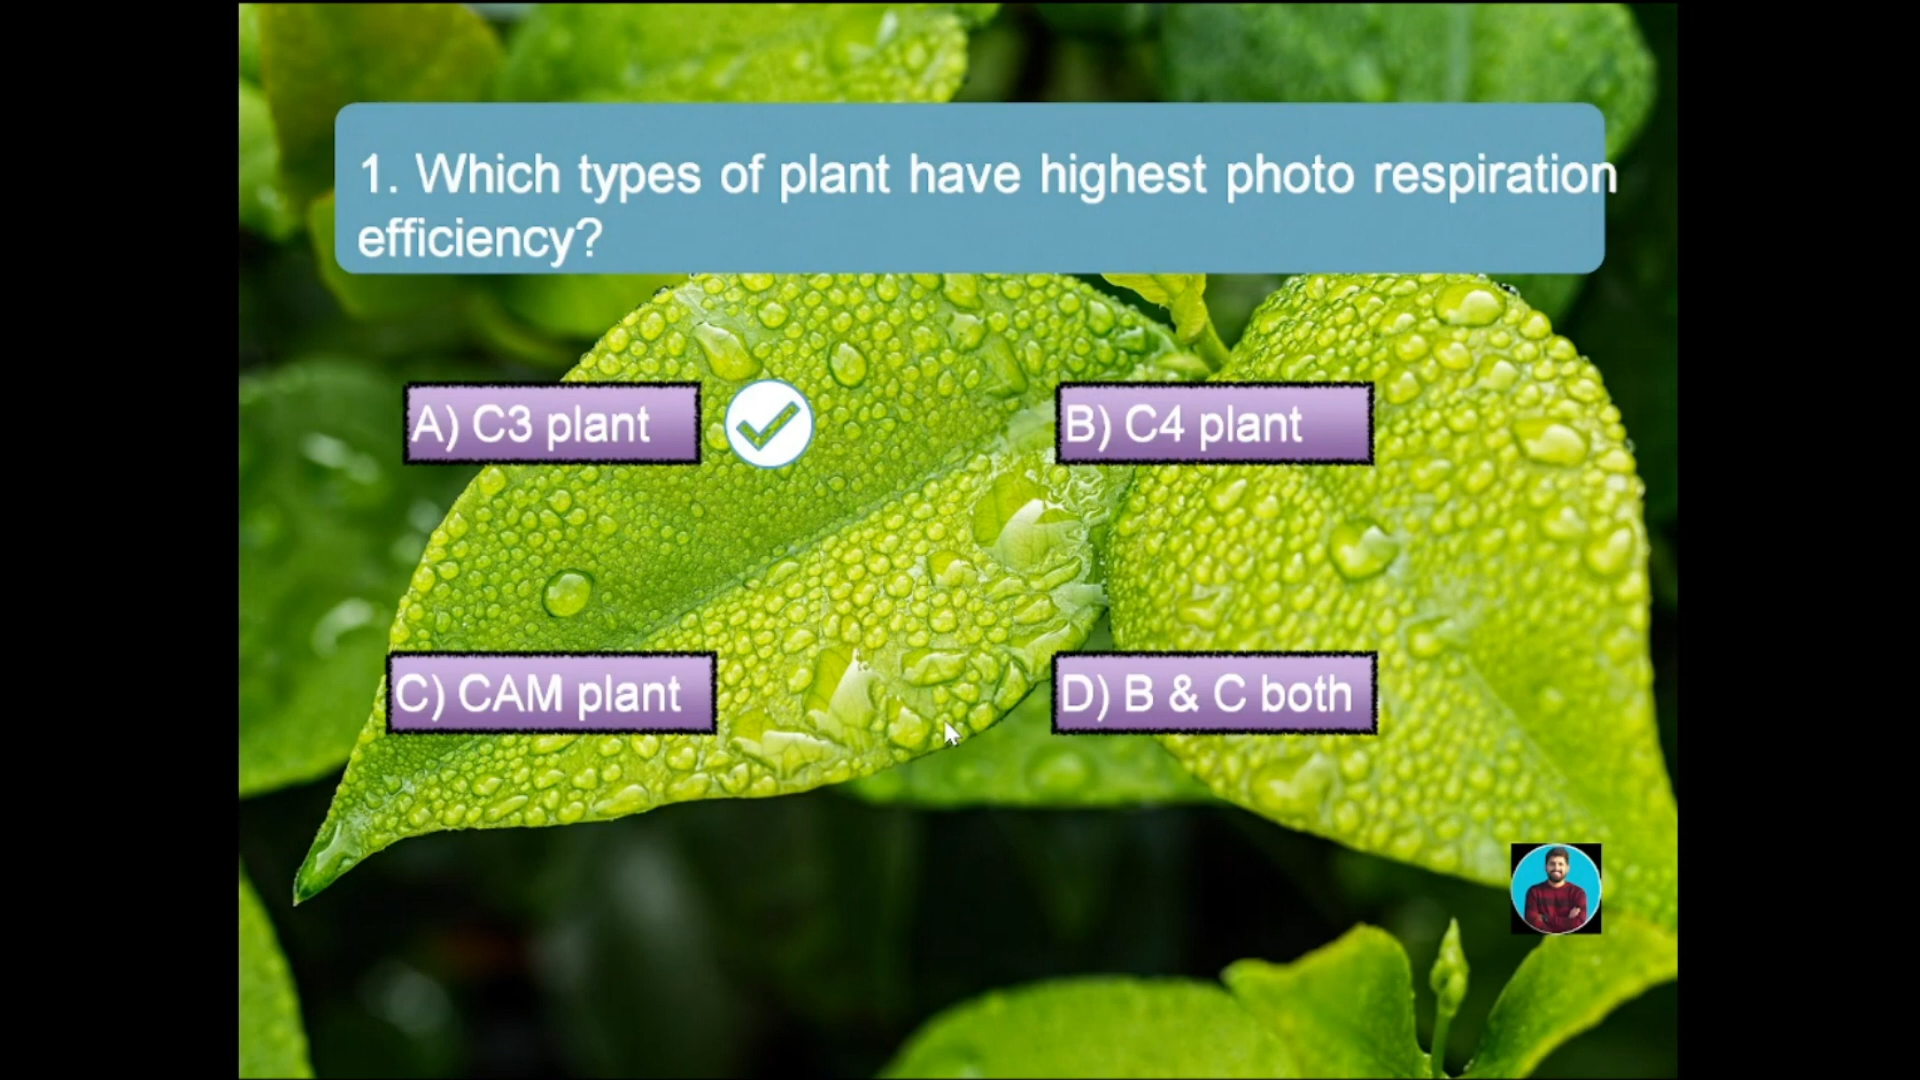 1. Which types of plant have highest photo respiration
efficiency?
A) C3 plant
B) C4 plant
C) CAM plant
D) B & C both